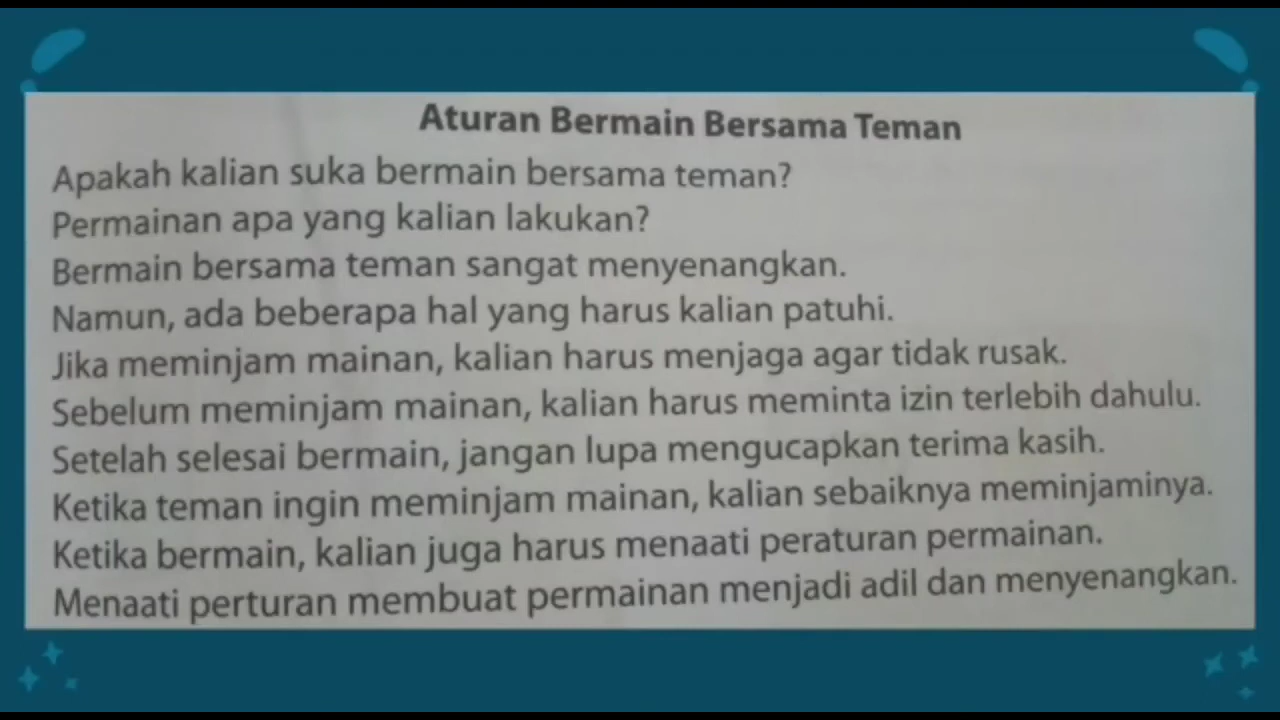 Aturan Bermain Bersama Teman
Apakah kalian suka bermain bersama teman?
Permainan apa yang kalian lakukan?
Bermain bersama teman sangat menyenangkan.
Namun, ada beberapa hal yang harus kalian patuhi.
Jika meminjam mainan, kalian harus menjaga agar tidak rusak.
Sebelum meminjam mainan, kalian harus meminta izin terlebih dahulu.
Setelah selesai bermain, jangan lupa mengucapkan terima kasih.
Ketika teman ingin meminjam mainan, kalian sebaiknya meminjaminya.
Ketika bermain, kalian juga harus menaati peraturan permainan.
Menaati perturan membuat permainan menjadi adil dan menyenangkan.